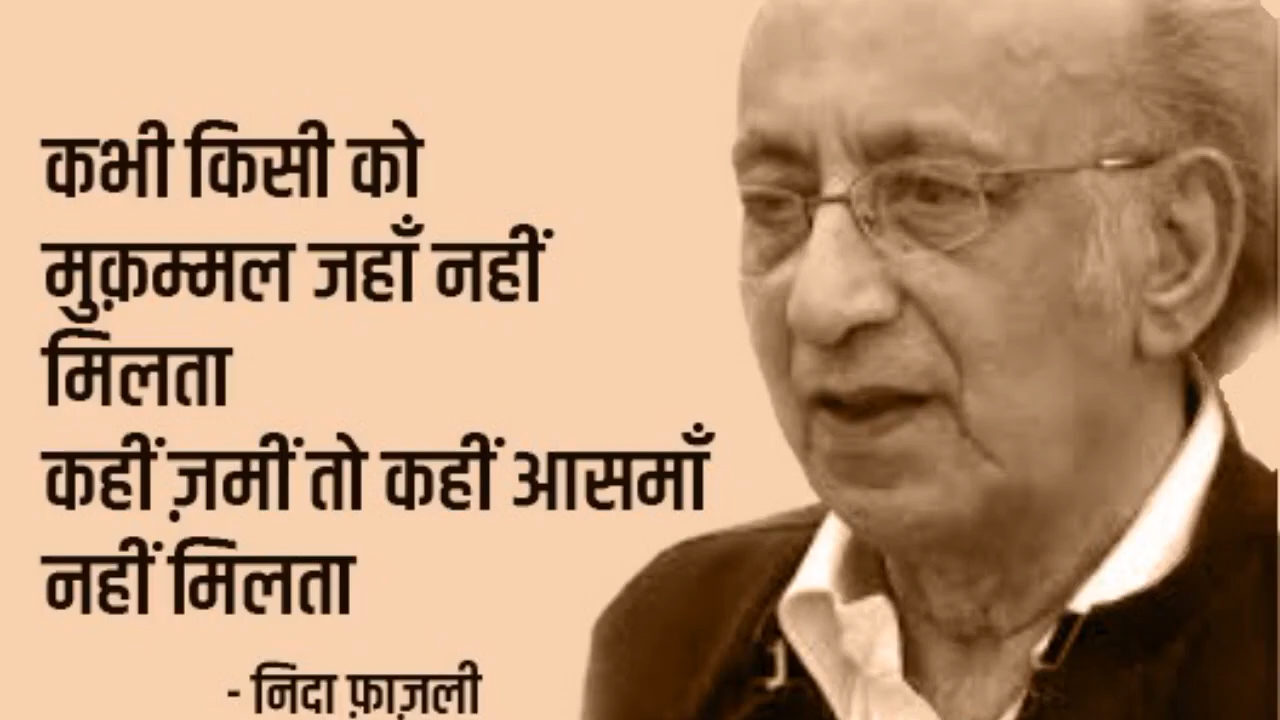 कभी किसी को
मुक़म्मल जहाँ नहीं
मिलता
कहीं ज़मीं तो कहीं आसमाँ
नहीं मिलता
- निदा फ़ाज़ली